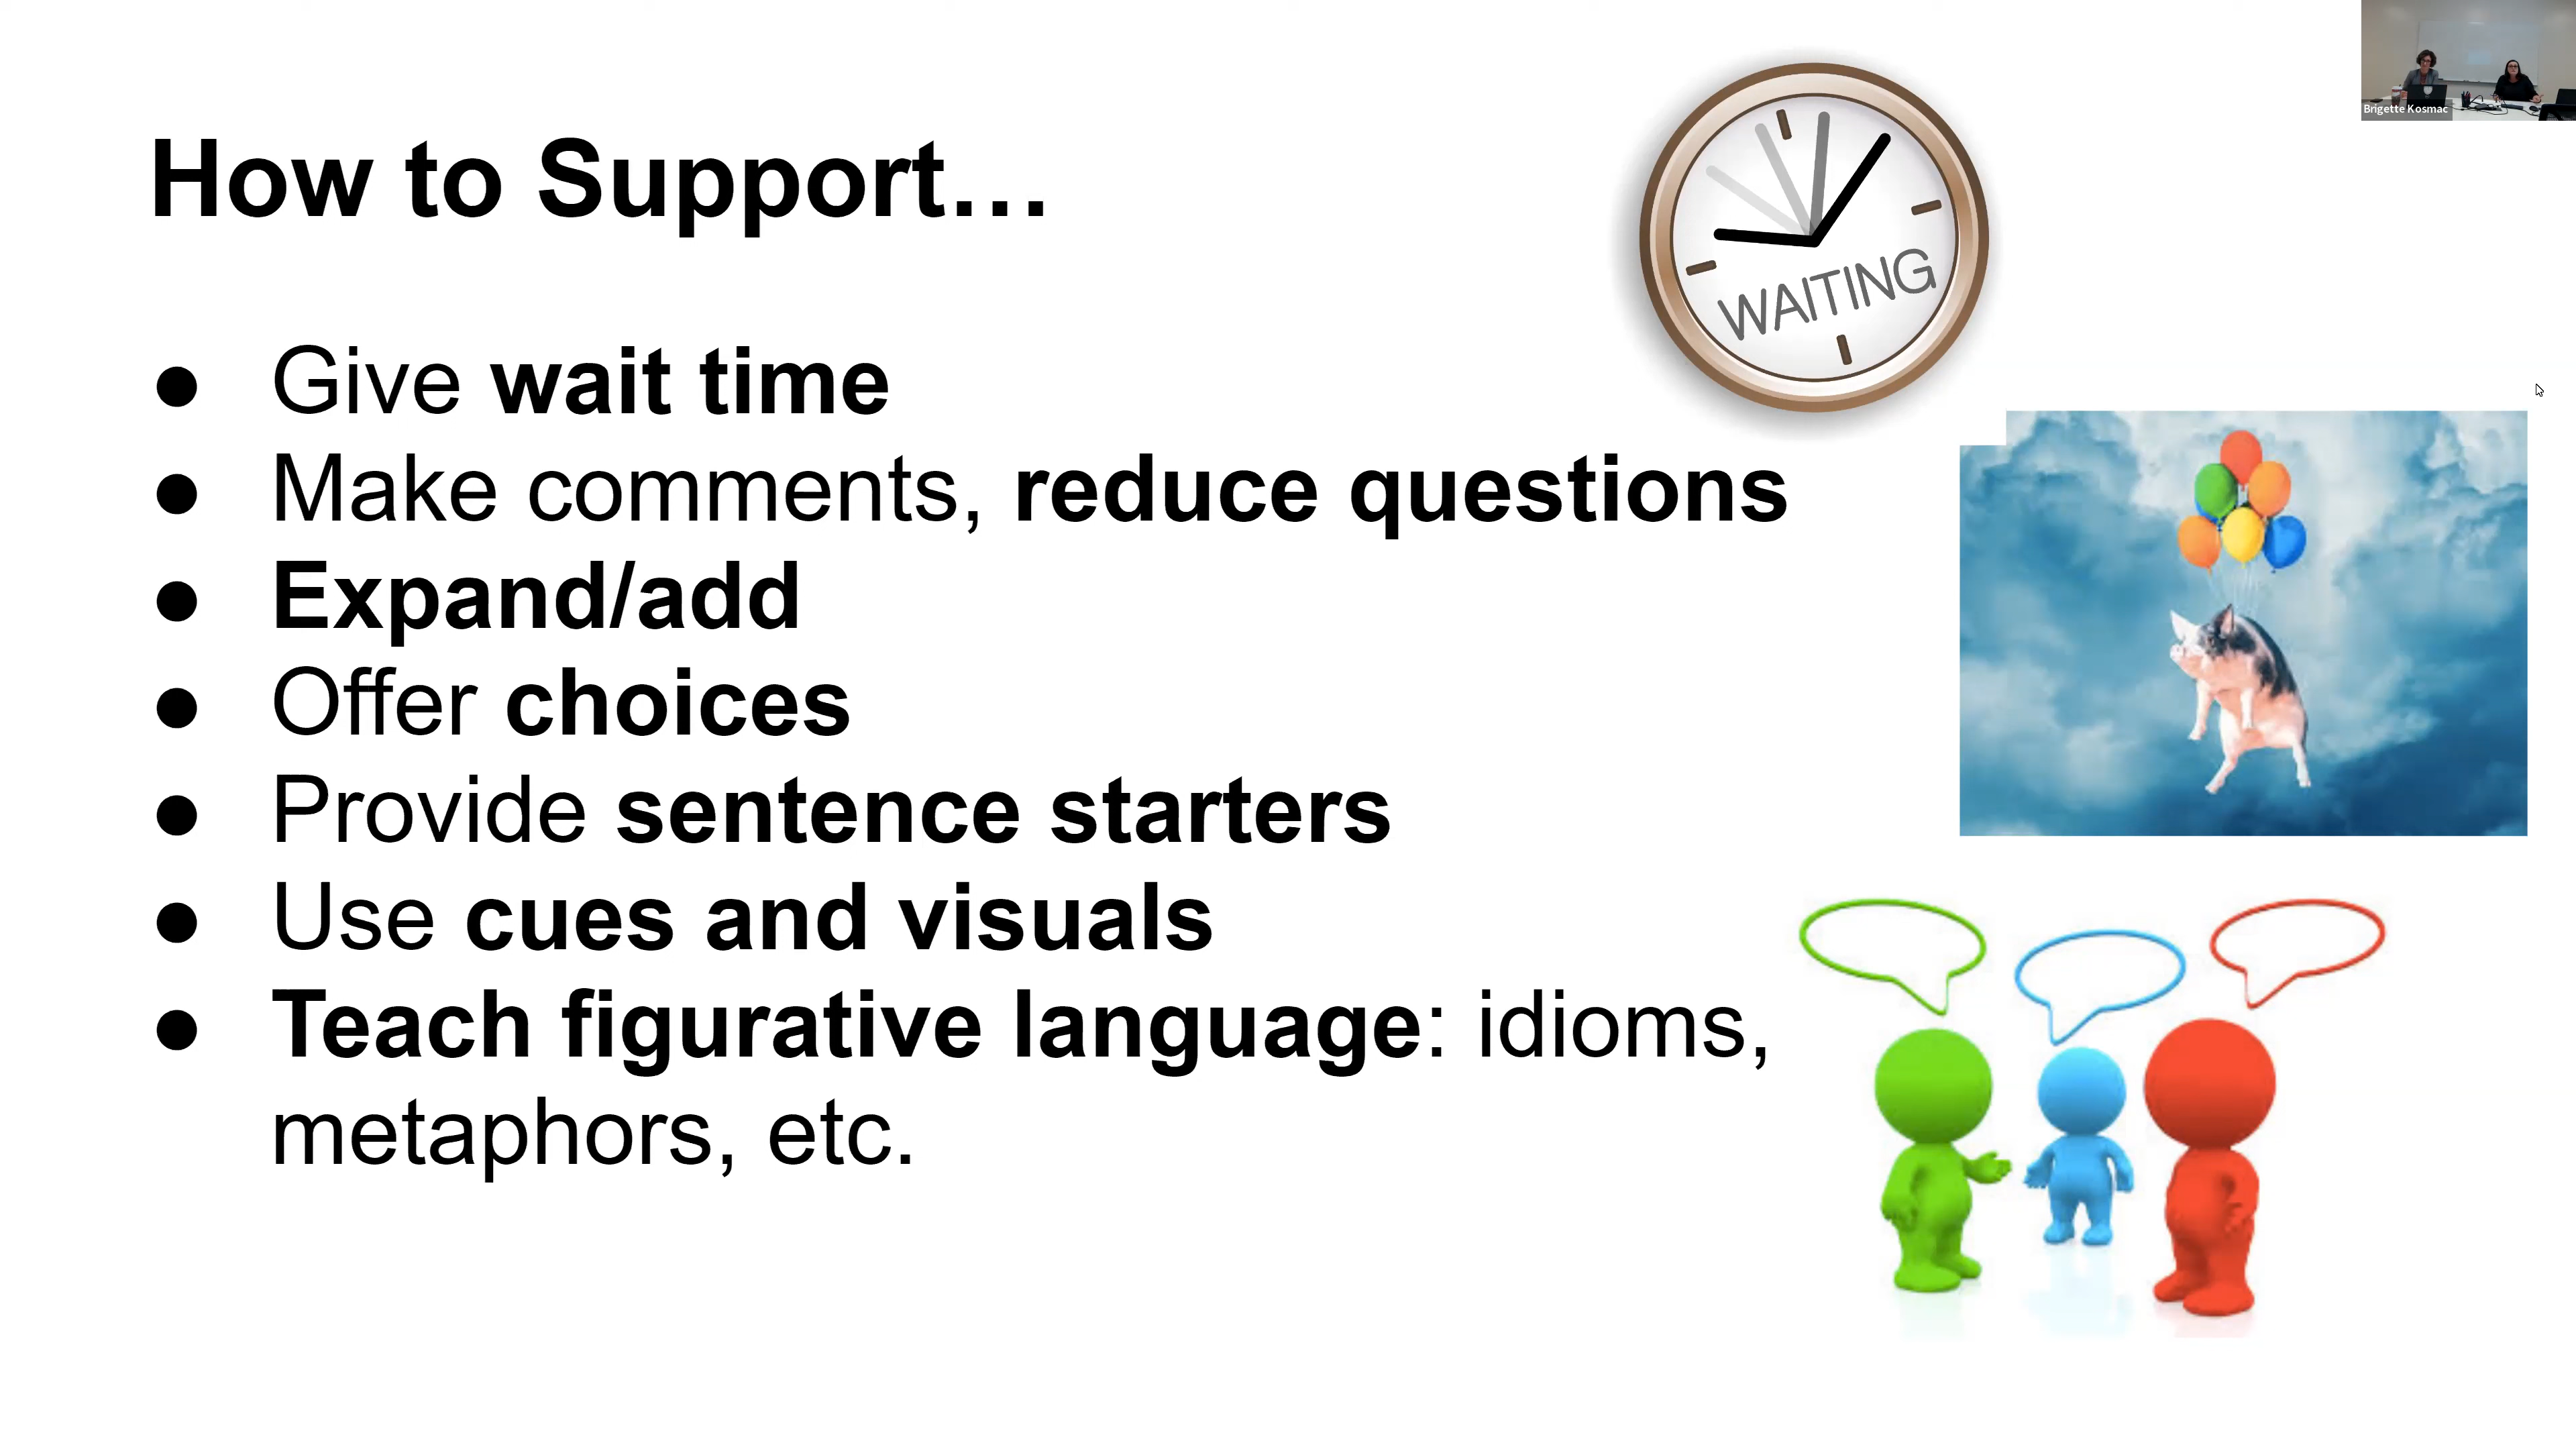 Brigette Kosmac
How to Support…
WAITING
● Give wait time
● Make comments, reduce questions
● Expand/add
● Offer choices
● Provide sentence starters
● Use cues and visuals
● Teach figurative language: idioms,
metaphors, etc.